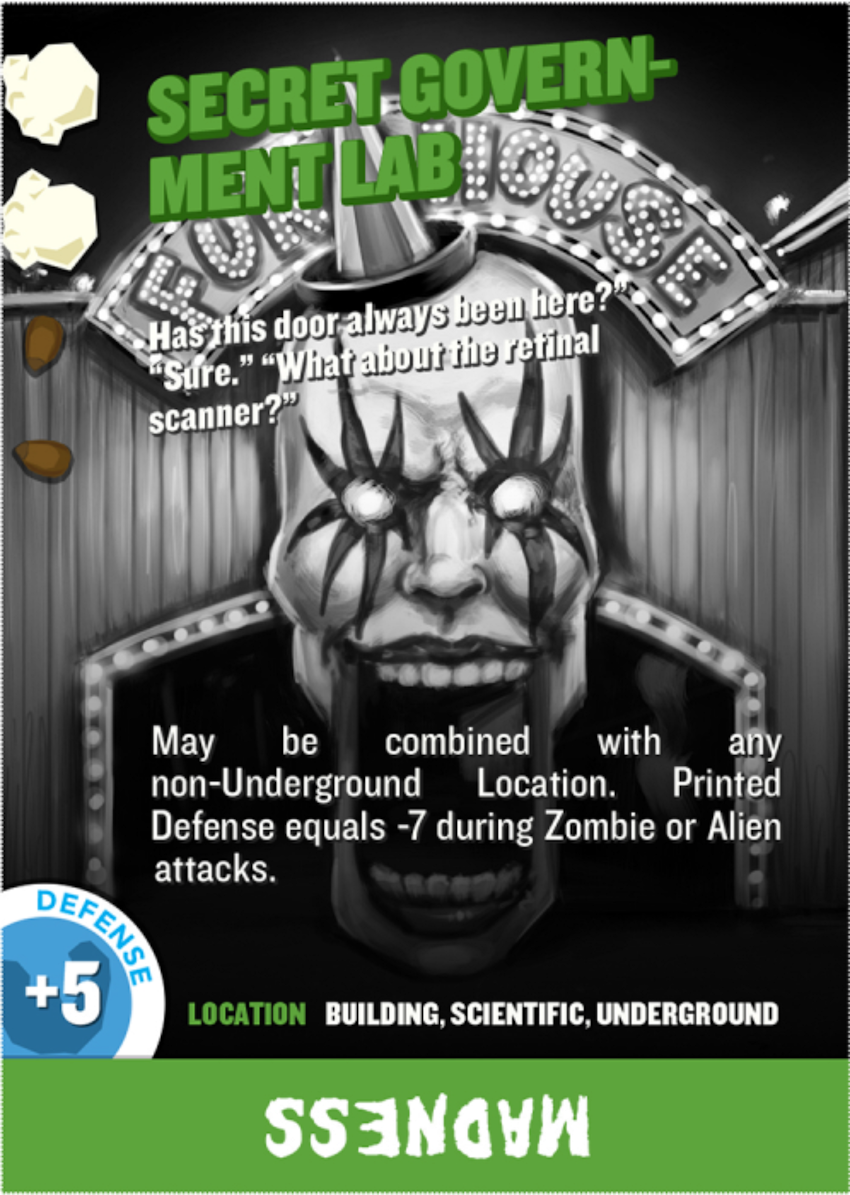 SECRET GOVERN-
MENT LAB
FUN HOUSE
Has this door always been here?”
“Sure.” “What about the retinal
scanner?”
May be combined with any
non-Underground Location. Printed
Defense equals -7 during Zombie or Alien
attacks.
DEFENSE
+5
LOCATION BUILDING, SCIENTIFIC, UNDERGROUND
MADNESS